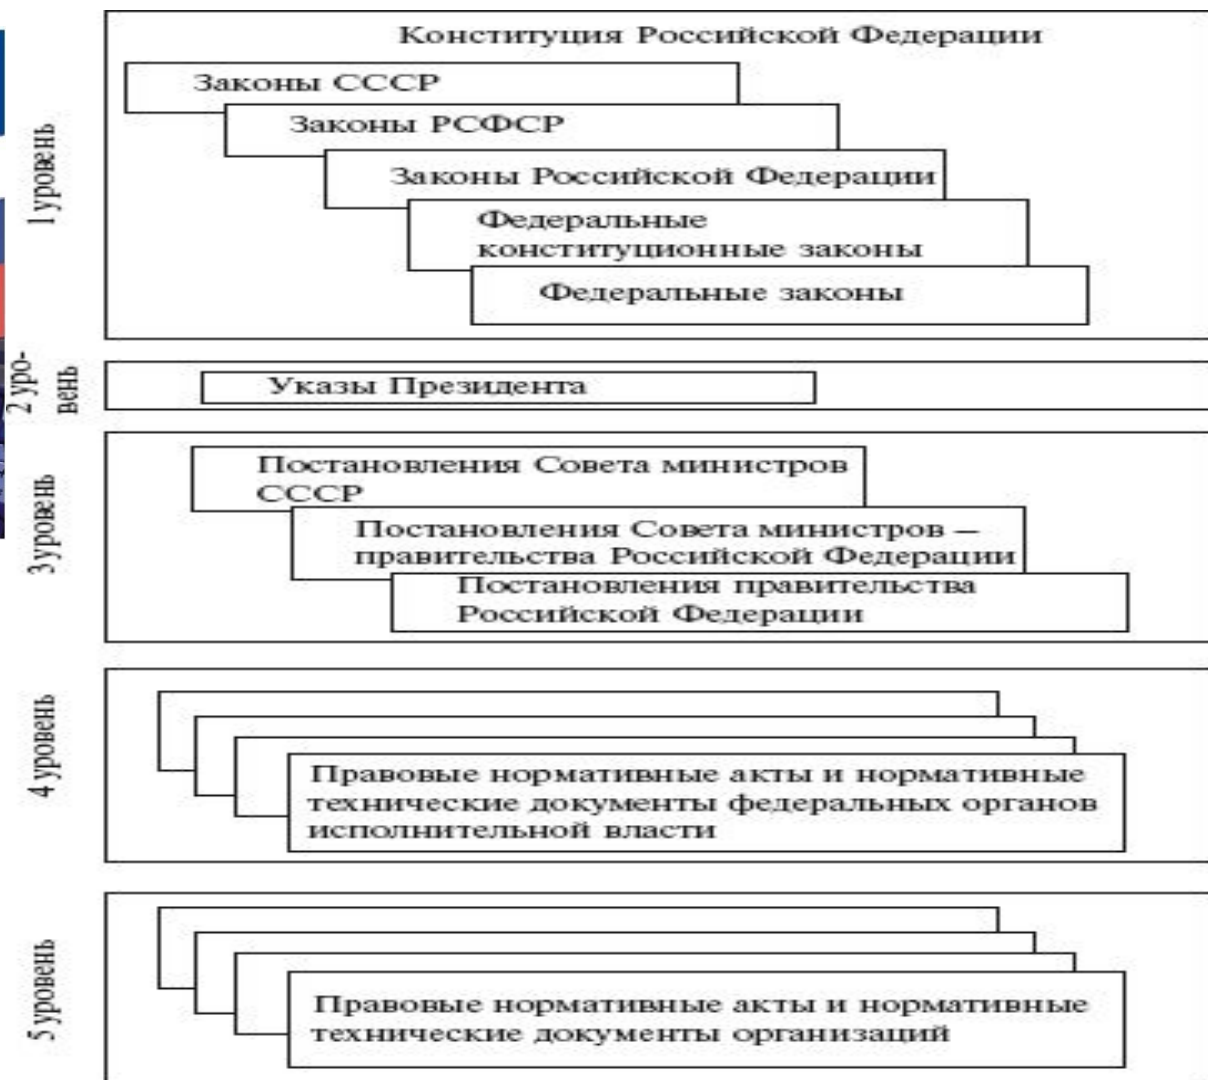 Конституция Российской Федерации
1 уровень
Законы СССР
Законы РСФСР
Законы Российской Федерации
Федеральные
конституционные законы
Федеральные законы
2 уро-
вень
Указы Президента
3 уровень
Постановления Совета министров
СССР
Постановления Совета министров –
правительства Российской Федерации
Постановления правительства
Российской Федерации
4 уровень
Правовые нормативные акты и нормативные
технические документы федеральных органов
исполнительной власти
5 уровень
Правовые нормативные акты и нормативные
технические документы организаций